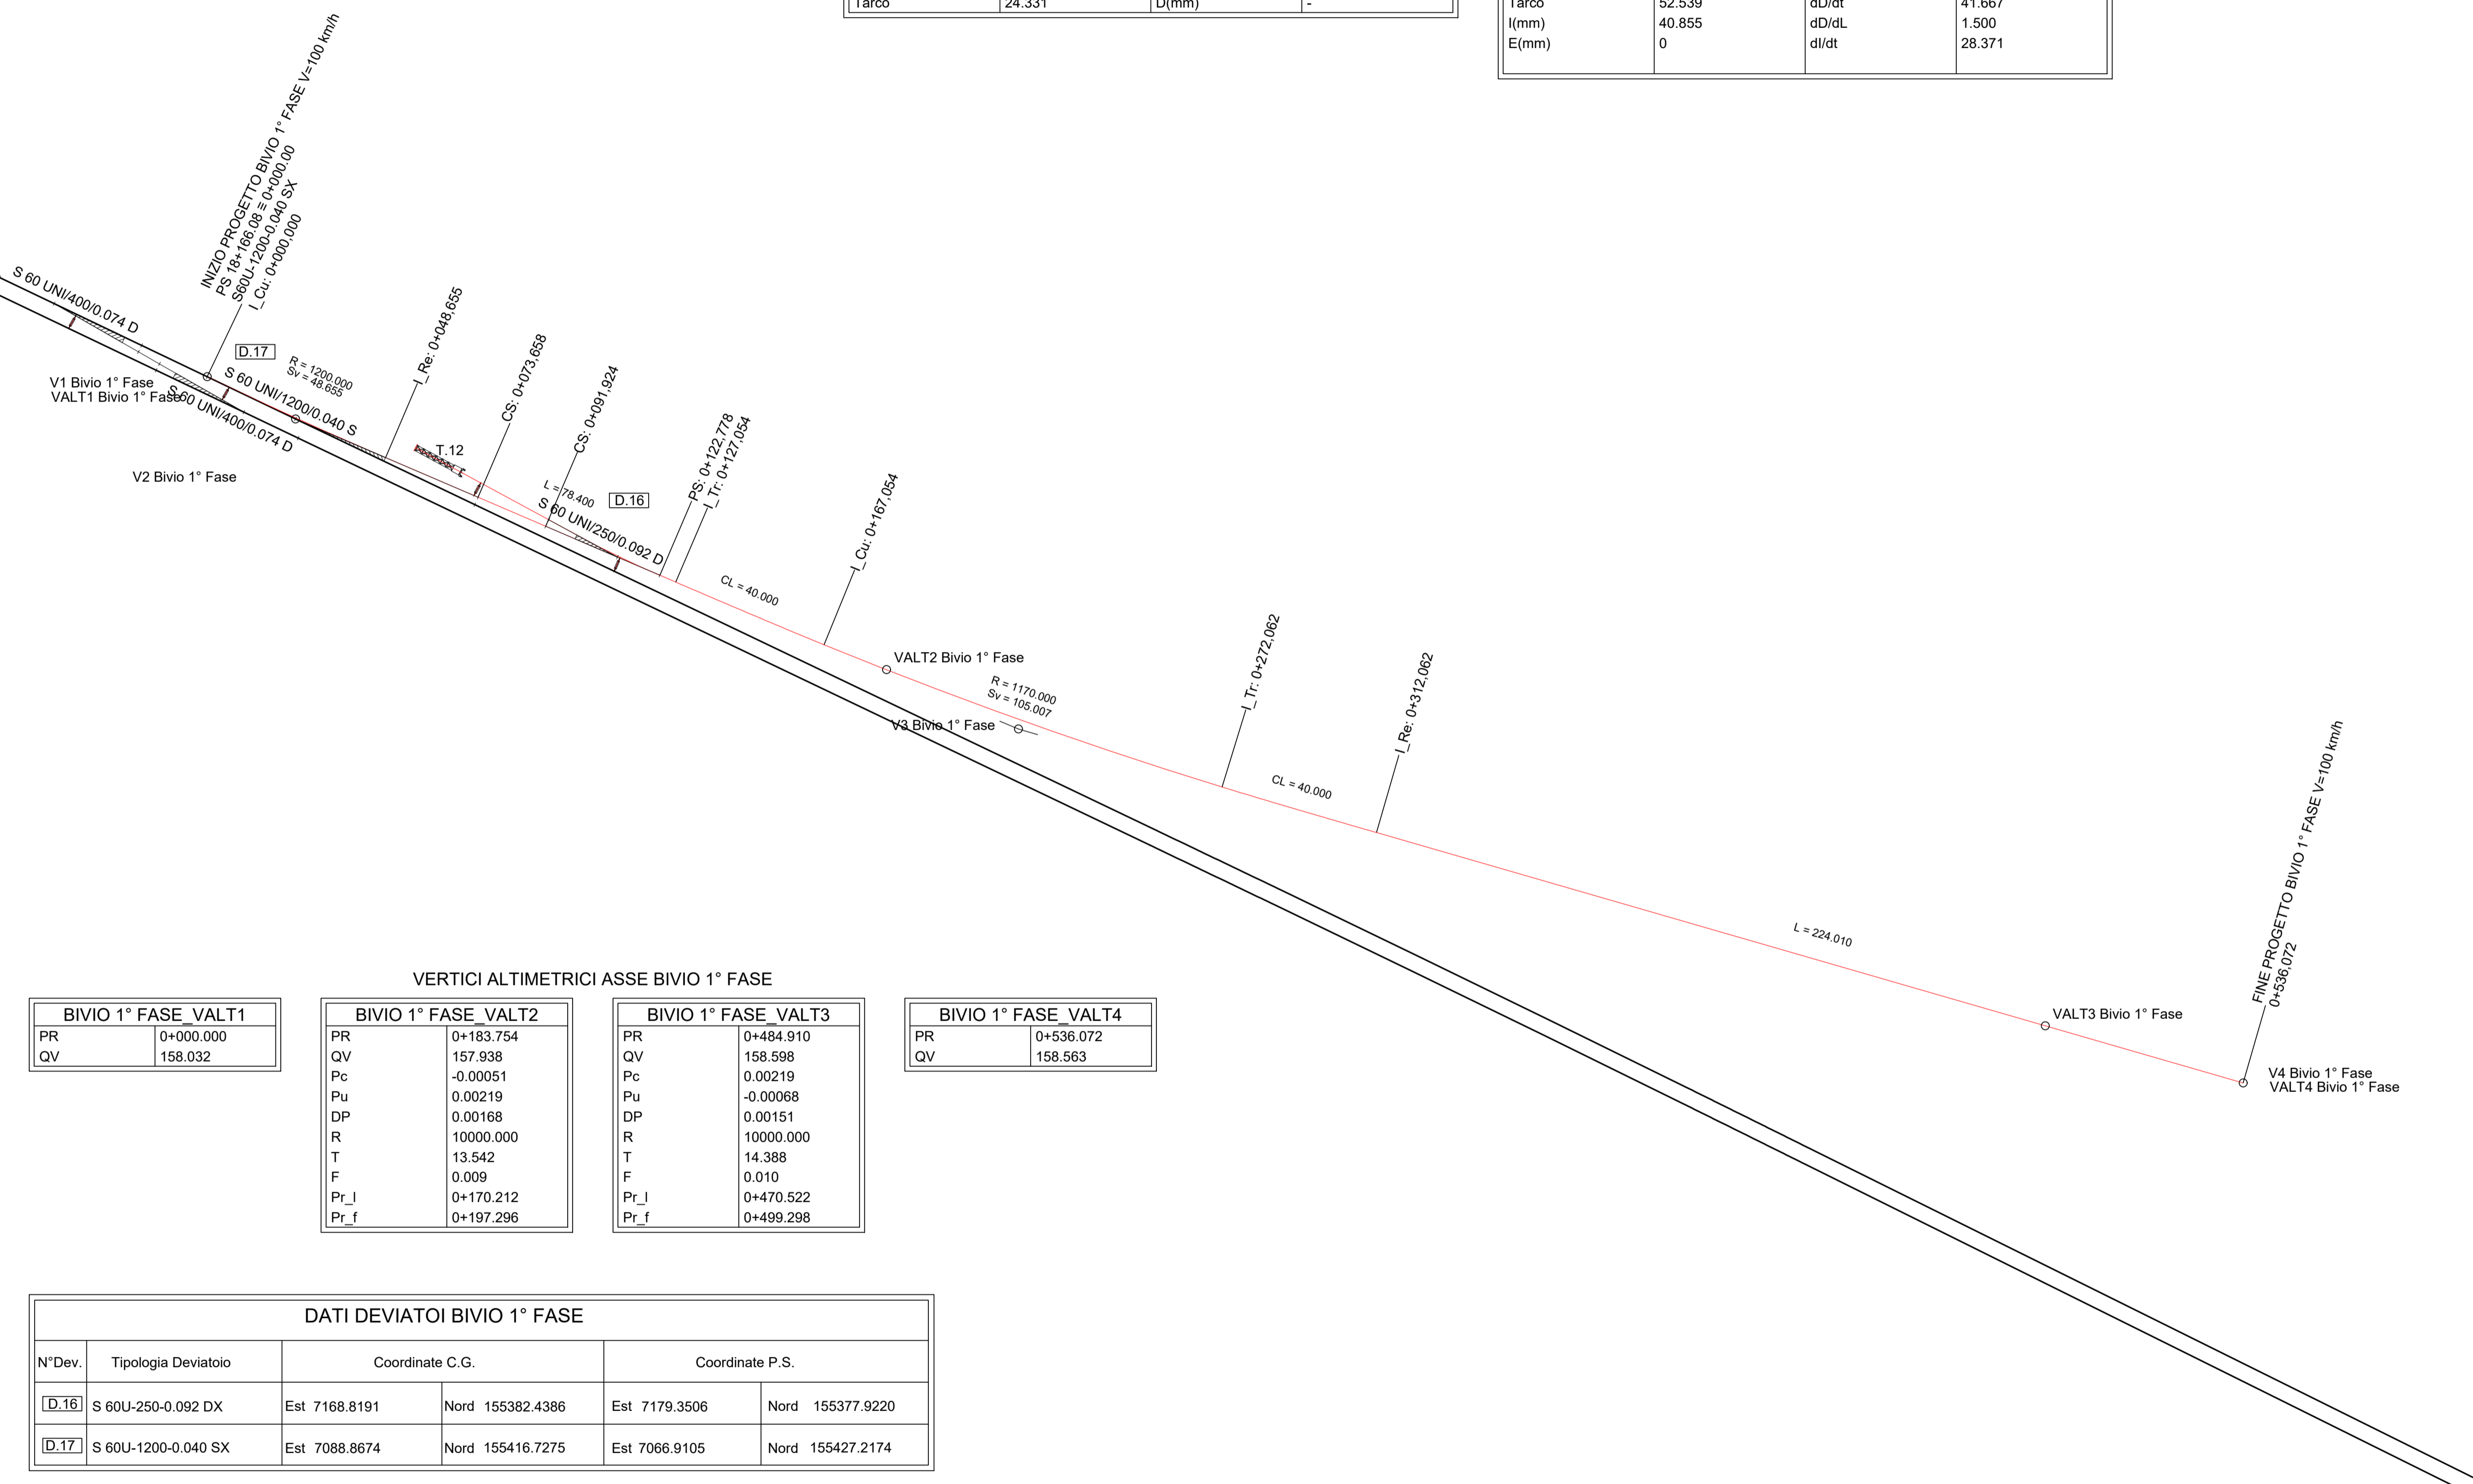 Tarco 24.331 D(mm) -
Tarco 52.539 dD/dt 41.667
I(mm) 40.855 dD/dL 1.500
E(mm) 0 dI/dt 28.371
INIZIO PROGETTO BIVIO 1° FASE V=100 km/h
PS 18+166.08 ≡ 0+000.00
S60U-1200-0.040 SX
I_Cu: 0+000,000
S 60 UNI/400/0.074 D
D.17
R = 1200.000
Sv = 48.655
S 60 UNI/1200/0.040 S
V1 Bivio 1° Fase
VALT1 Bivio 1° Fase
S 60 UNI/400/0.074 D
V2 Bivio 1° Fase
I_Re: 0+048,655
CS: 0+073,658
CS: 0+091,924
T.12
L = 78.400
D.16
S 60 UNI/250/0.092 D
PS: 0+122,778
I_Tr: 0+127,054
CL = 40.000
I_Cu: 0+167,054
VALT2 Bivio 1° Fase
R = 1170.000
Sv = 105.007
V3 Bivio 1° Fase
I_Tr: 0+272,062
CL = 40.000
I_Re: 0+312,062
L = 224.010
FINE PROGETTO BIVIO 1° FASE V=100 km/h
0+536,072
VALT3 Bivio 1° Fase
V4 Bivio 1° Fase
VALT4 Bivio 1° Fase
VERTICI ALTIMETRICI ASSE BIVIO 1° FASE
BIVIO 1° FASE_VALT1
PR 0+000.000
QV 158.032
BIVIO 1° FASE_VALT2
PR 0+183.754
QV 157.938
Pc -0.00051
Pu 0.00219
DP 0.00168
R 10000.000
T 13.542
F 0.009
Pr_I 0+170.212
Pr_f 0+197.296
BIVIO 1° FASE_VALT3
PR 0+484.910
QV 158.598
Pc 0.00219
Pu -0.00068
DP 0.00151
R 10000.000
T 14.388
F 0.010
Pr_I 0+470.522
Pr_f 0+499.298
BIVIO 1° FASE_VALT4
PR 0+536.072
QV 158.563
DATI DEVIATOI BIVIO 1° FASE
N°Dev. Tipologia Deviatoio Coordinate C.G. Coordinate P.S.
D.16 S 60U-250-0.092 DX Est 7168.8191 Nord 155382.4386 Est 7179.3506 Nord 155377.9220
D.17 S 60U-1200-0.040 SX Est 7088.8674 Nord 155416.7275 Est 7066.9105 Nord 155427.2174